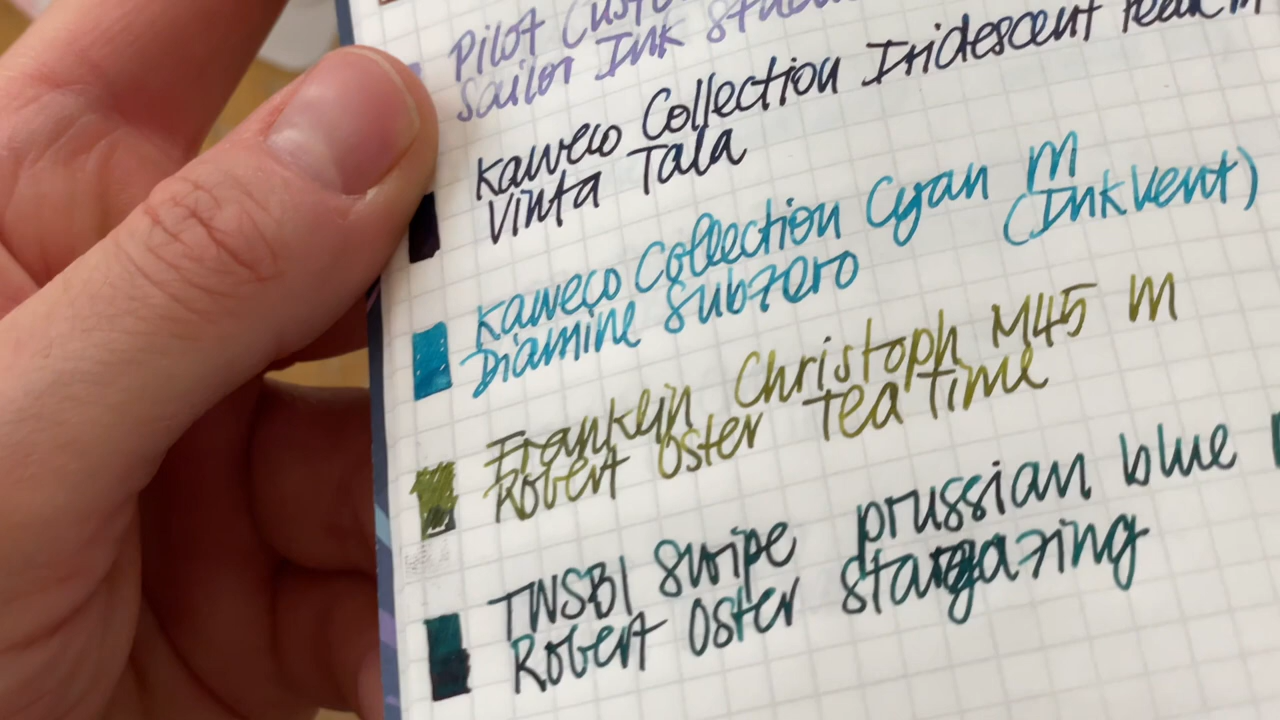 Pilot
Sailor Ink
Kaweco Collection Iridescent Pearl M
Vinta Tala
Kaweco Collection Cyan M
Diamine Subzero (InkVent)
Franklin Christoph M45 M
Robert Oster Tea Time
TWSBI Swipe prussian blue
Robert Oster stargazing